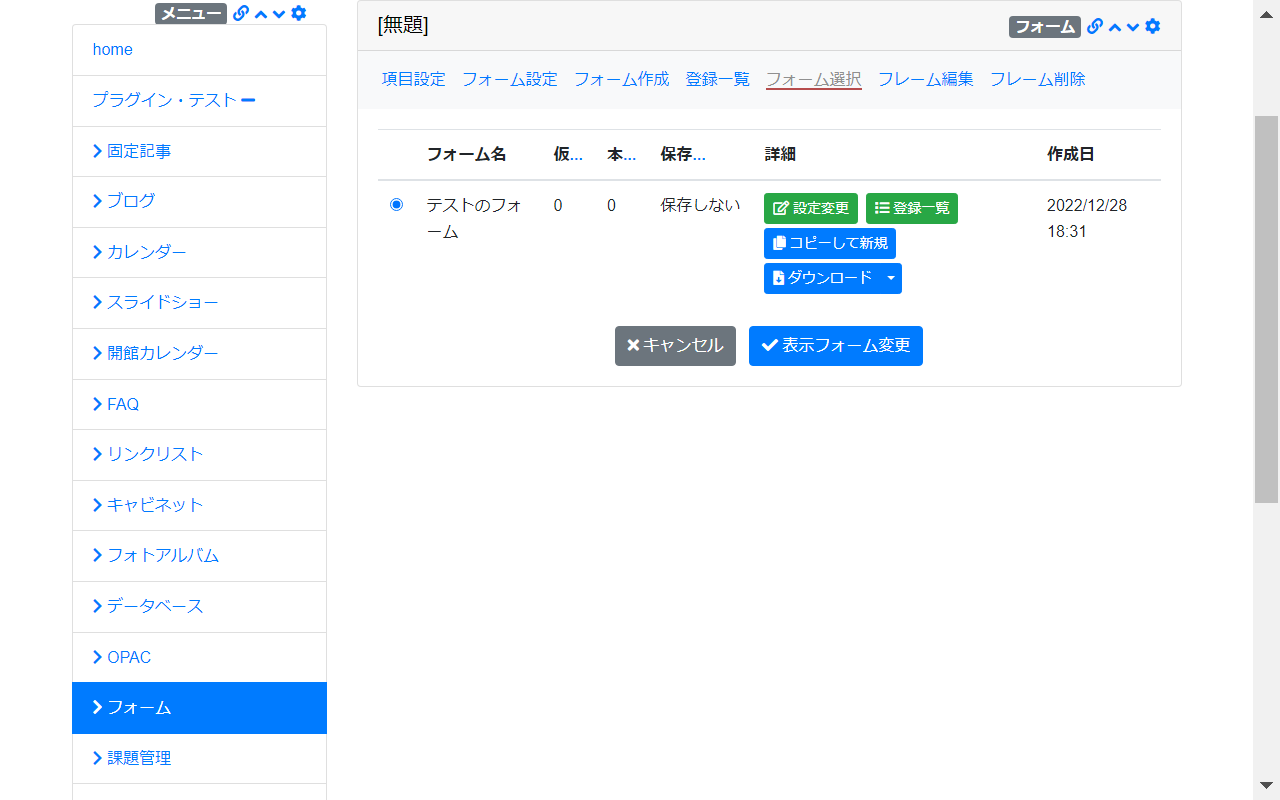 メニュー
home
プラグイン・テスト
固定記事
ブログ
カレンダー
スライドショー
開館カレンダー
FAQ
リンクリスト
キャビネット
フォトアルバム
データベース
OPAC
フォーム
課題管理
[無題]
フォーム
項目設定 フォーム設定 フォーム作成 登録一覧 フォーム選択 フレーム編集 フレーム削除
フォーム名 仮... 本... 保存... 詳細 作成日
テストのフォ
ーム
0 0 保存しない
設定変更 登録一覧
コピーして新規
ダウンロード
2022/12/28
18:31
キャンセル 表示フォーム変更